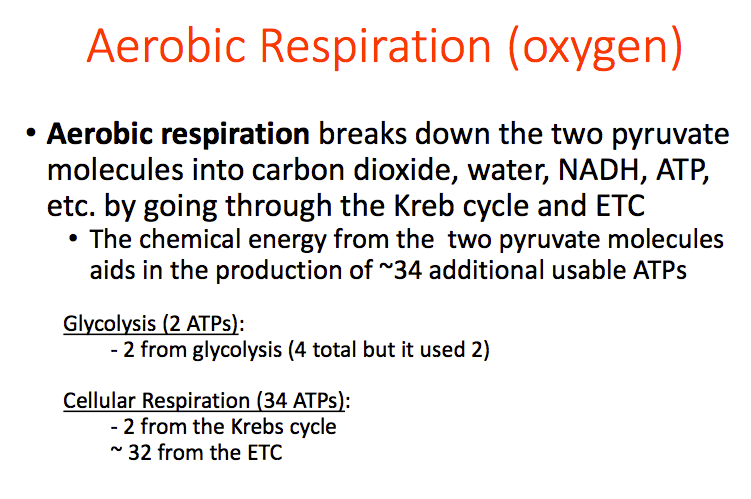 Aerobic Respiration (oxygen)
• Aerobic respiration breaks down the two pyruvate
molecules into carbon dioxide, water, NADH, ATP,
etc. by going through the Kreb cycle and ETC
• The chemical energy from the  two pyruvate molecules
aids in the production of ~34 additional usable ATPs
Glycolysis (2 ATPs):
- 2 from glycolysis (4 total but it used 2)
Cellular Respiration (34 ATPs):
- 2 from the Krebs cycle
~ 32 from the ETC